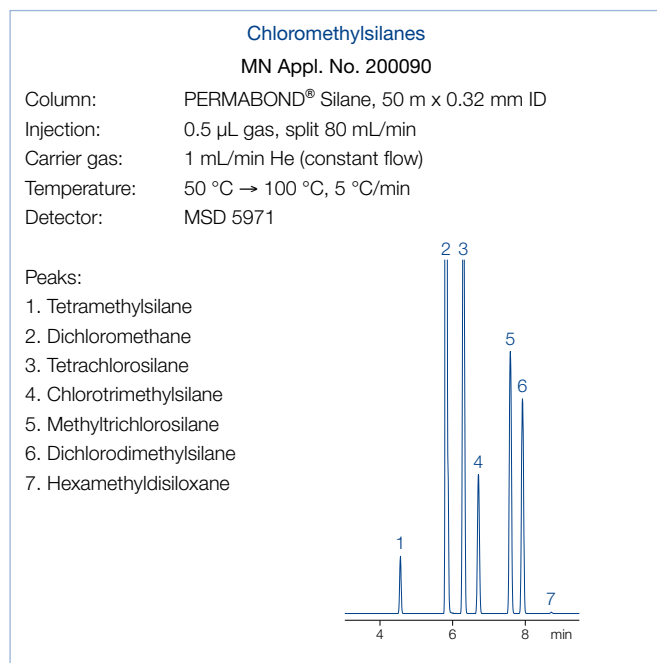 Chloromethylsilanes
MN Appl. No. 200090
Column: PERMABOND® Silane, 50 m x 0.32 mm ID
Injection: 0.5 µL gas, split 80 mL/min
Carrier gas: 1 mL/min He (constant flow)
Temperature: 50 °C → 100 °C, 5 °C/min
Detector: MSD 5971
Peaks:
1. Tetramethylsilane
2. Dichloromethane
3. Tetrachlorosilane
4. Chlorotrimethylsilane
5. Methyltrichlorosilane
6. Dichlorodimethylsilane
7. Hexamethyldisiloxane
2 3
5
6
4
1
7
4 6 8 min